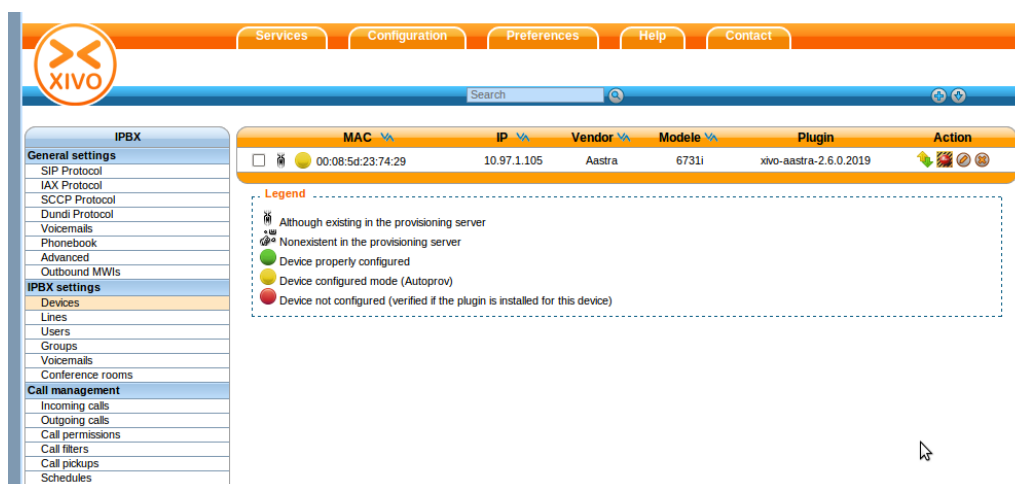 Services Configuration Preferences Help Contact
XIVO
Search
IPBX
General settings
SIP Protocol
IAX Protocol
SCCP Protocol
Dundi Protocol
Voicemails
Phonebook
Advanced
Outbound MWIs
IPBX settings
Devices
Lines
Users
Groups
Voicemails
Conference rooms
Call management
Incoming calls
Outgoing calls
Call permissions
Call filters
Call pickups
Schedules
MAC IP Vendor Modele Plugin Action
00:08:5d:23:74:29 10.97.1.105 Aastra 6731i xivo-aastra-2.6.0.2019
Legend
Although existing in the provisioning server
Nonexistent in the provisioning server
Device properly configured
Device configured mode (Autoprov)
Device not configured (verified if the plugin is installed for this device)